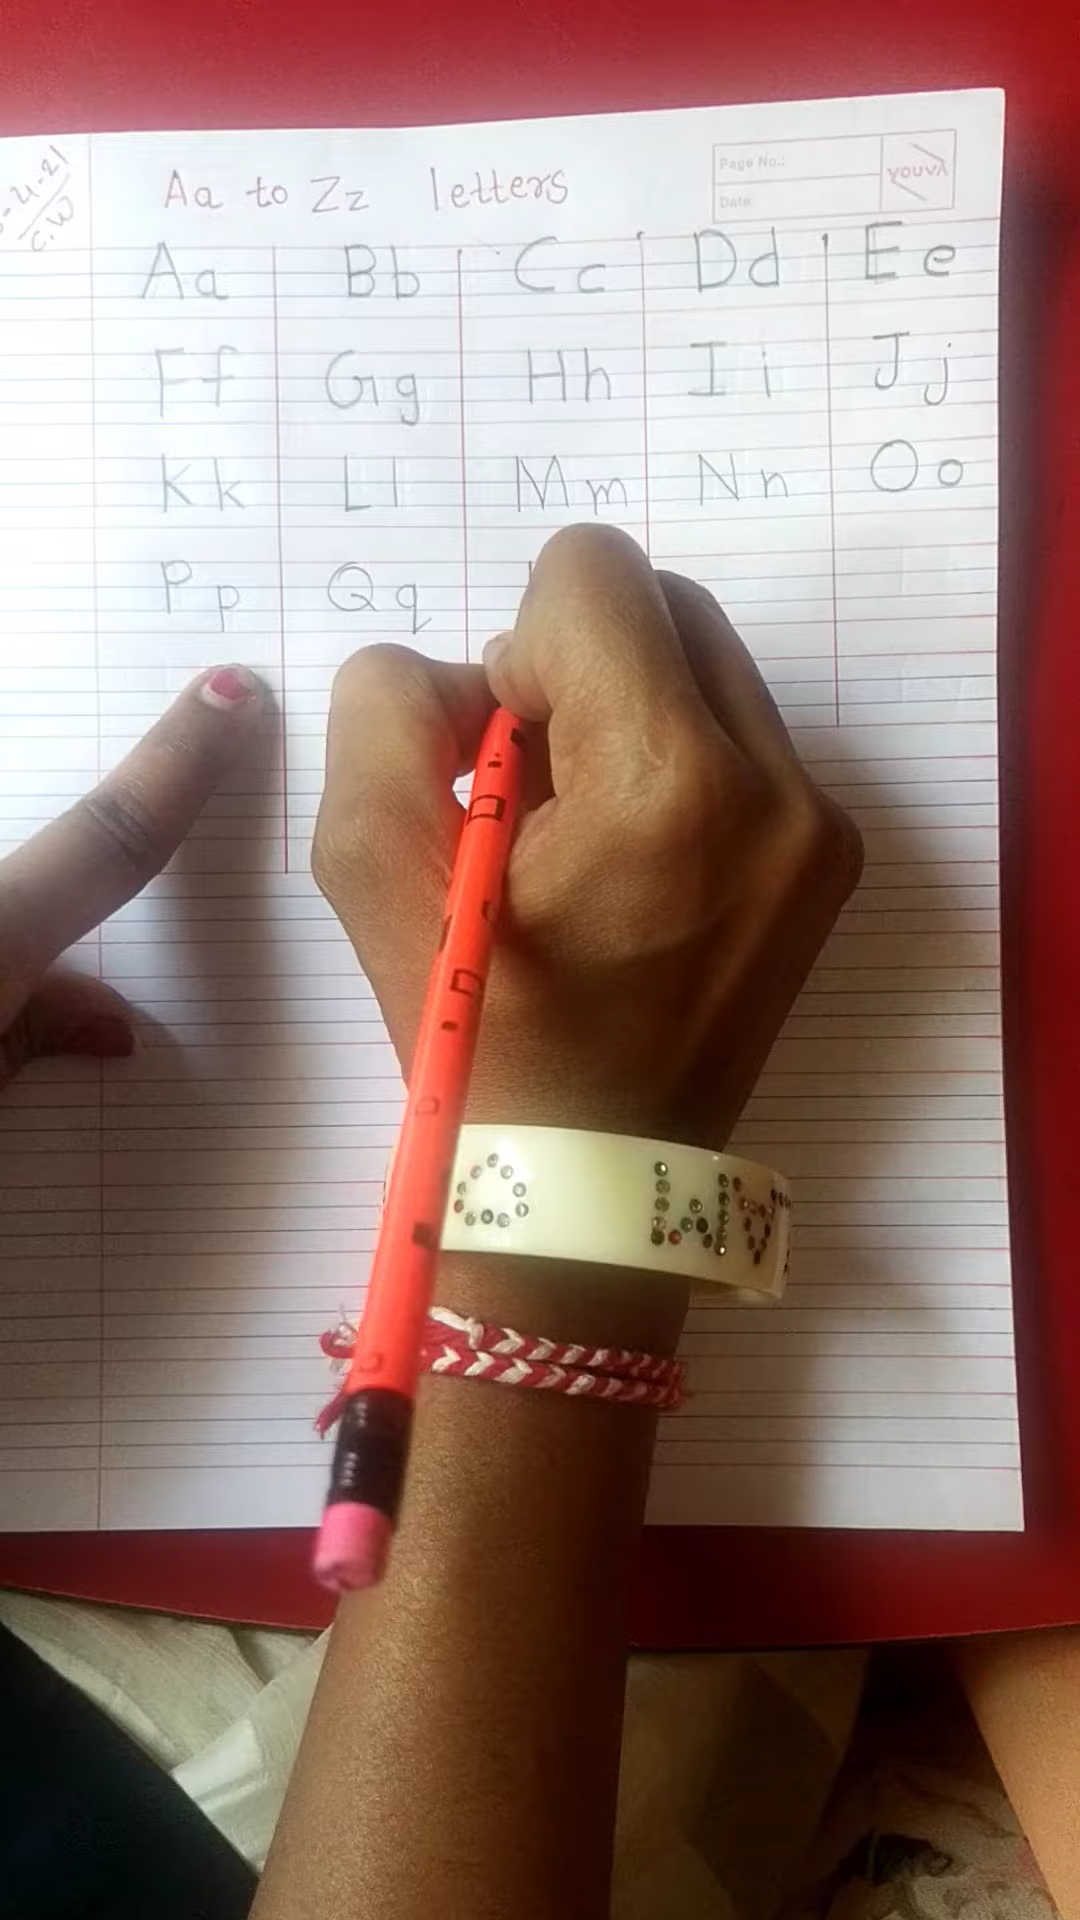 Aa to Zz letters
Page No.:
Date:
YOUVA
C.W
Aa Bb Cc Dd Ee
Ff Gg Hh Ii Jj
Kk Ll Mm Nn Oo
Pp Qq